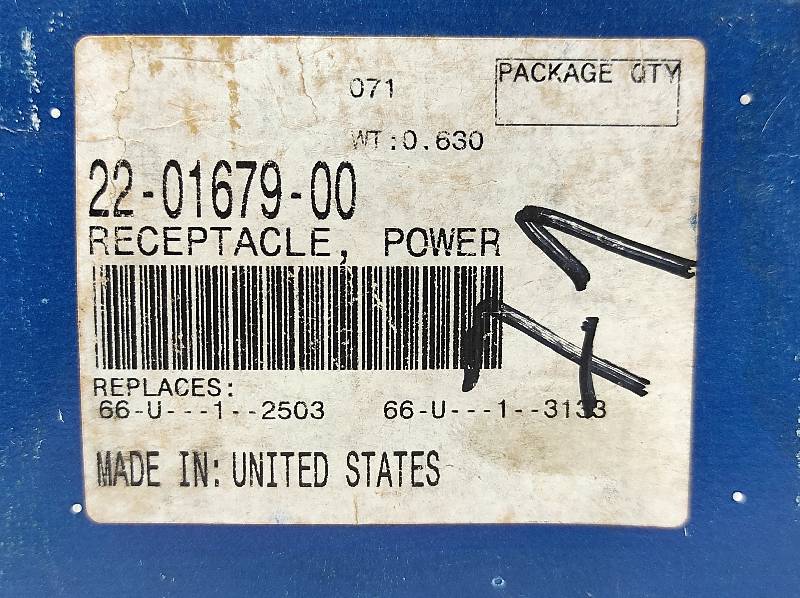 071
PACKAGE QTY
WT:0.630
22-01679-00
RECEPTACLE, POWER
REPLACES:
66-U---1--2503 66-U---1--3133
MADE IN: UNITED STATES